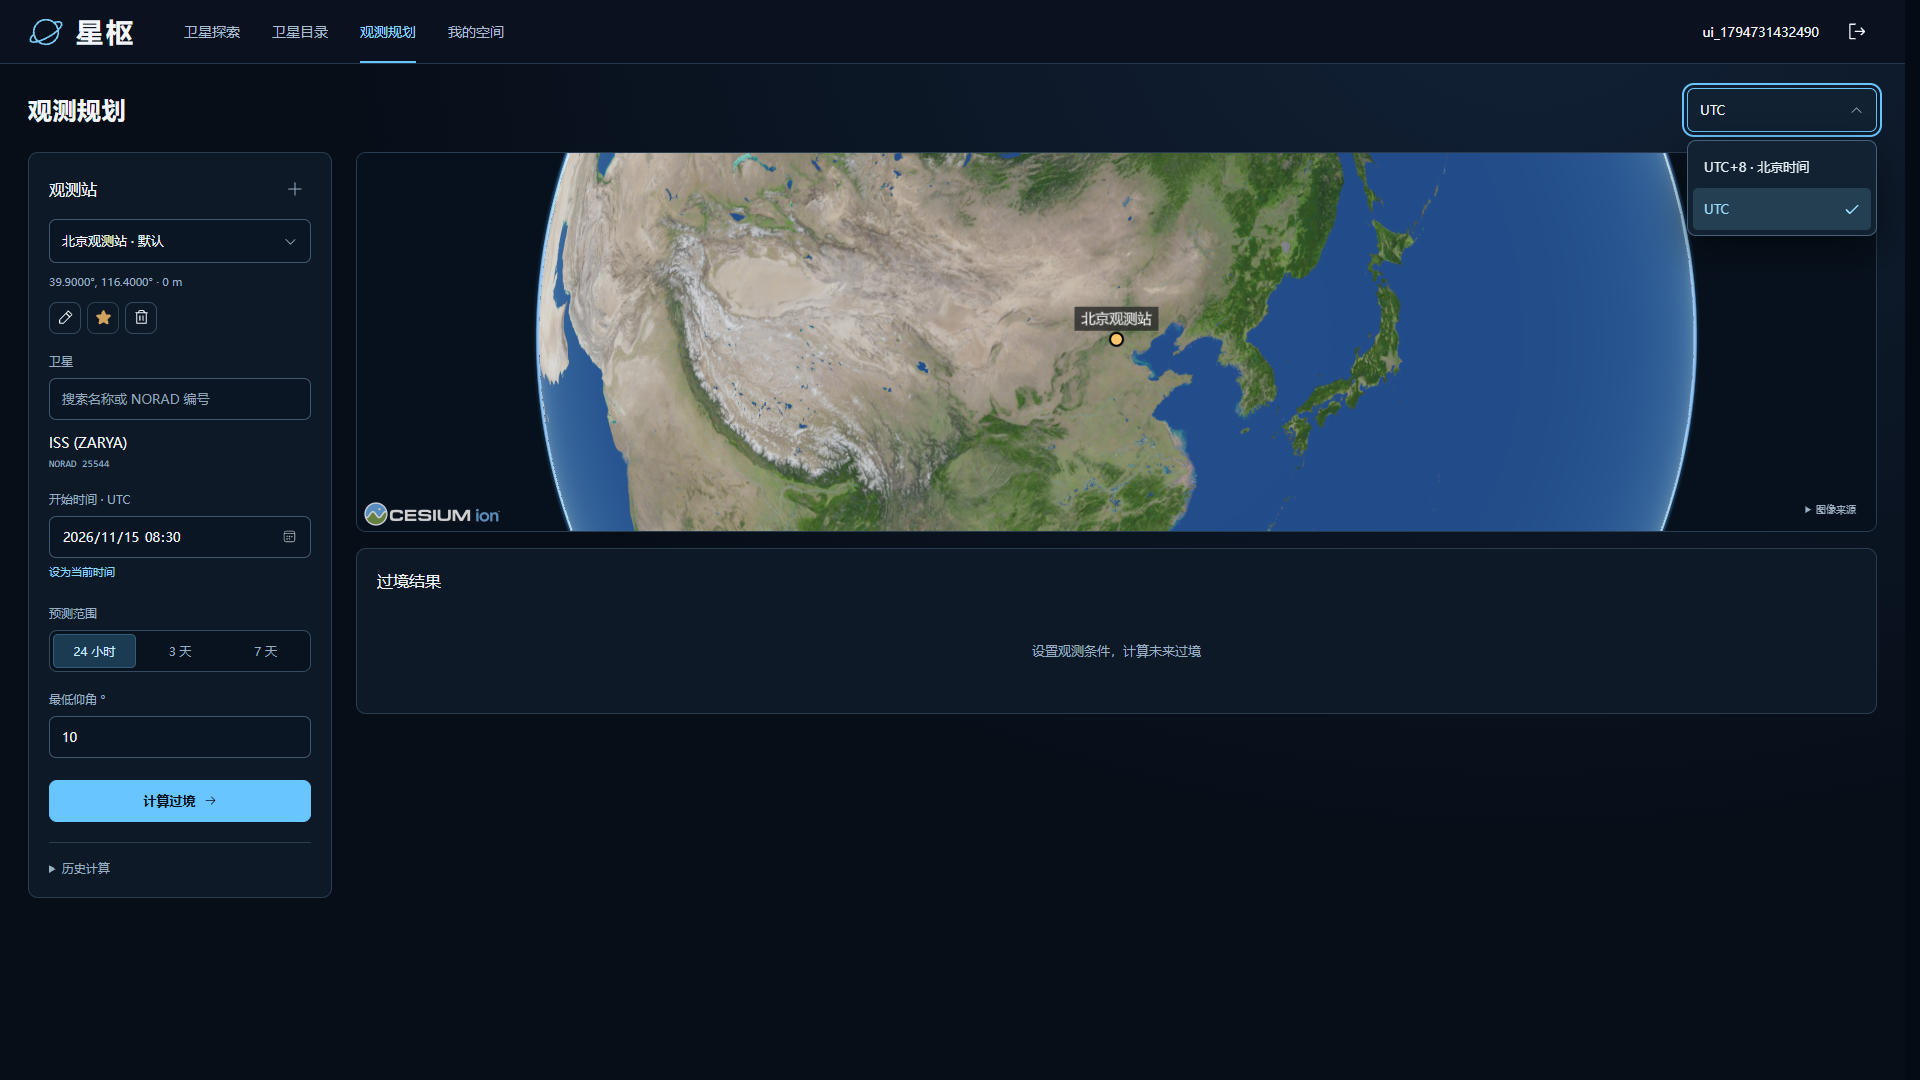 星枢
卫星探索
卫星目录
观测规划
我的空间
ui_1794731432490
观测规划
UTC
UTC+8 · 北京时间
UTC
观测站
北京观测站 · 默认
39.9000°, 116.4000° · 0 m
卫星
搜索名称或 NORAD 编号
ISS (ZARYA)
NORAD 25544
开始时间 · UTC
2026/11/15 08:30
设为当前时间
预测范围
24 小时
3 天
7 天
最低仰角 °
10
计算过境
历史计算
北京观测站
CESIUM ion
图像来源
过境结果
设置观测条件，计算未来过境